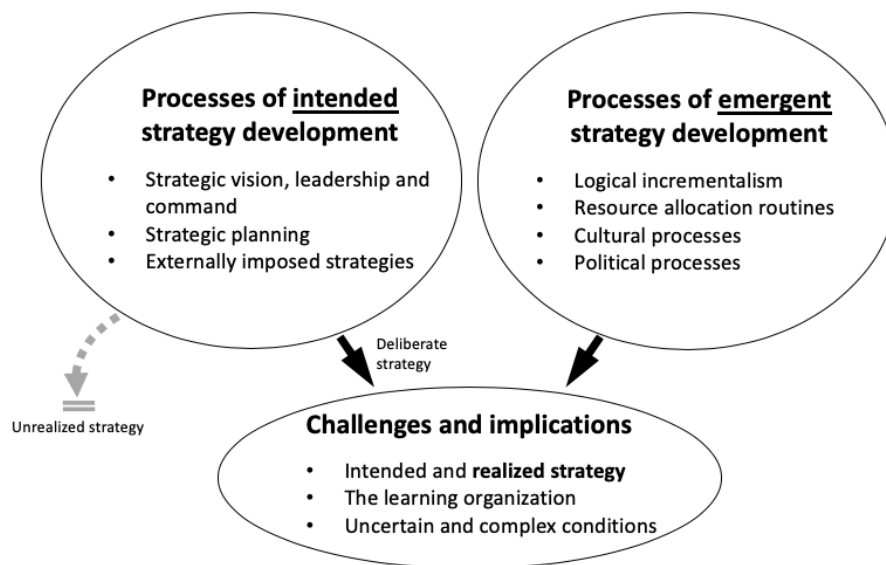 Processes of intended
strategy development
• Strategic vision, leadership and
command
• Strategic planning
• Externally imposed strategies
Processes of emergent
strategy development
• Logical incrementalism
• Resource allocation routines
• Cultural processes
• Political processes
Deliberate
strategy
Unrealized strategy
Challenges and implications
• Intended and realized strategy
• The learning organization
• Uncertain and complex conditions